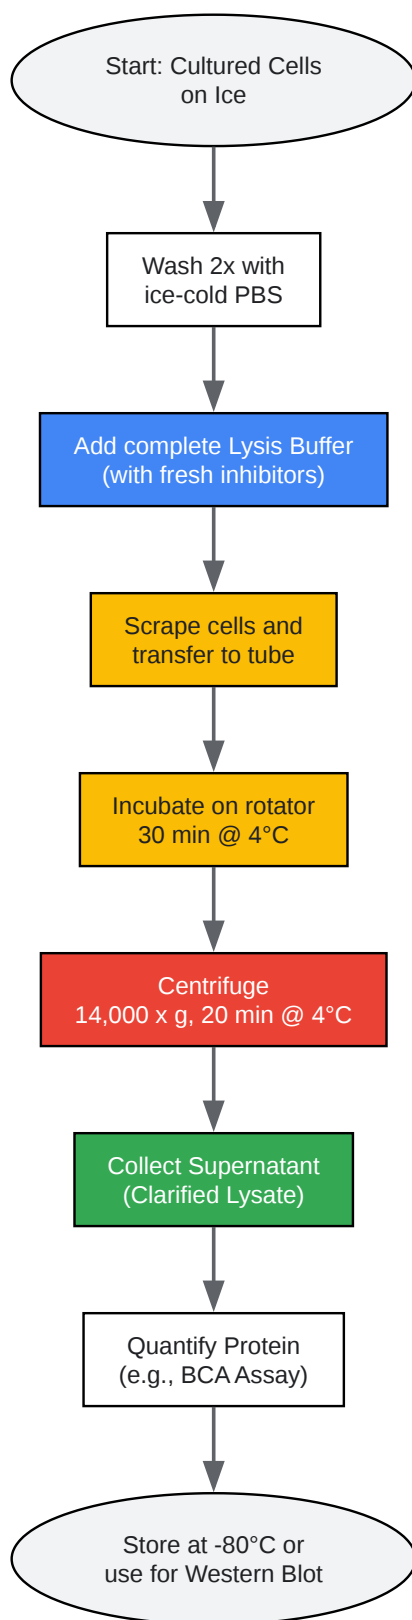 Start: Cultured Cells
on Ice
Wash 2x with
ice-cold PBS
Add complete Lysis Buffer
(with fresh inhibitors)
Scrape cells and
transfer to tube
Incubate on rotator
30 min @ 4°C
Centrifuge
14,000 x g, 20 min @ 4°C
Collect Supernatant
(Clarified Lysate)
Quantify Protein
(e.g., BCA Assay)
Store at -80°C or
use for Western Blot